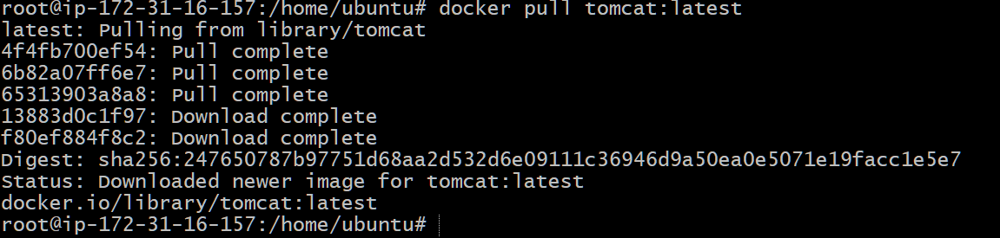 root@ip-172-31-16-157:/home/ubuntu# docker pull tomcat:latest
latest: Pulling from library/tomcat
4f4fb700ef54: Pull complete
6b82a07ff6e7: Pull complete
65313903a8a8: Pull complete
13883d0c1f97: Download complete
f80ef884f8c2: Download complete
Digest: sha256:247650787b97751d68aa2d532d6e09111c36946d9a50ea0e5071e19facc1e5e7
Status: Downloaded newer image for tomcat:latest
docker.io/library/tomcat:latest
root@ip-172-31-16-157:/home/ubuntu#